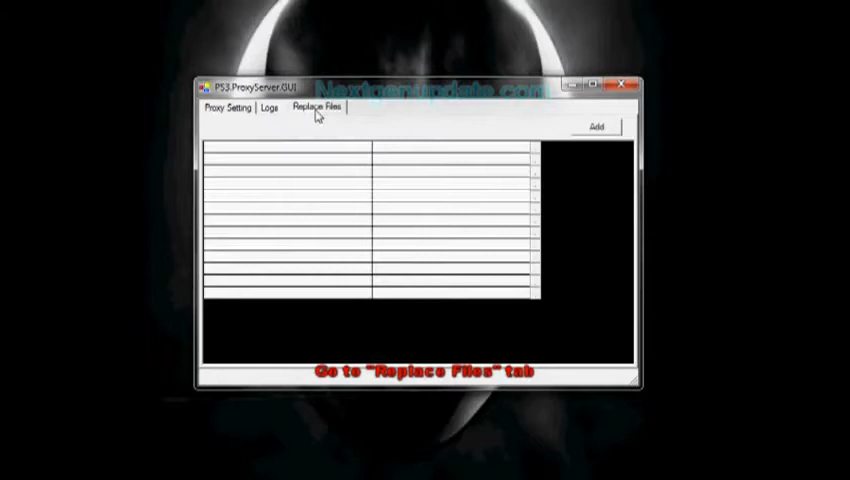 PS3.ProxyServer.GUI
Nextgenupdate.com
Proxy Setting
Logs
Replace Files
Add
Go to "Replace Files" tab